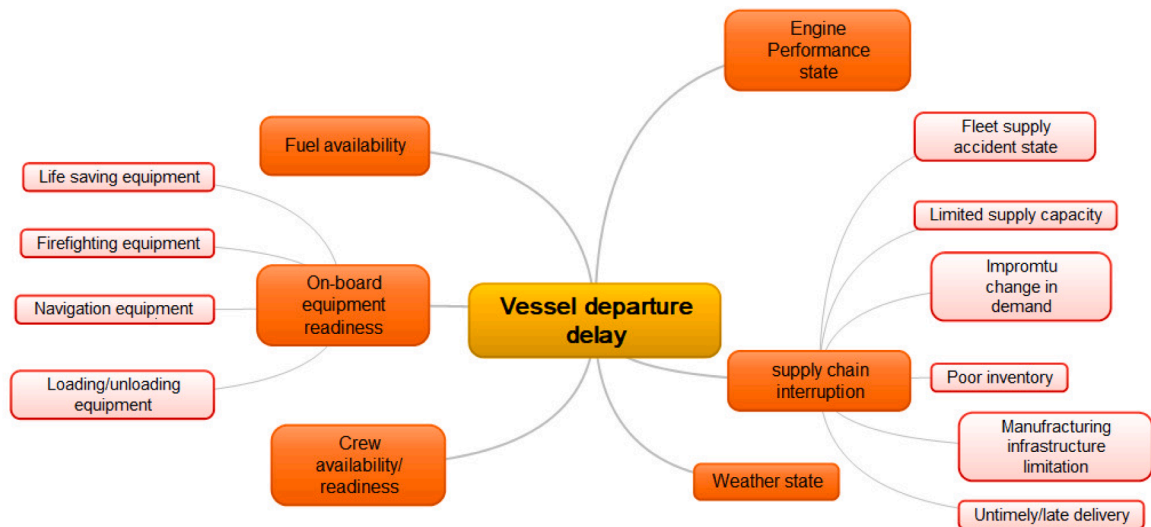 Engine
Performance
state
Fuel availability
Fleet supply
accident state
Life saving equipment
Limited supply capacity
Firefighting equipment
On-board
equipment
readiness
Impromtu
change in
demand
Navigation equipment
Vessel departure
delay
Loading/unloading
equipment
supply chain
interruption
Poor inventory
Crew
availability/
readiness
Manufracturing
infrastructure
limitation
Weather state
Untimely/late delivery